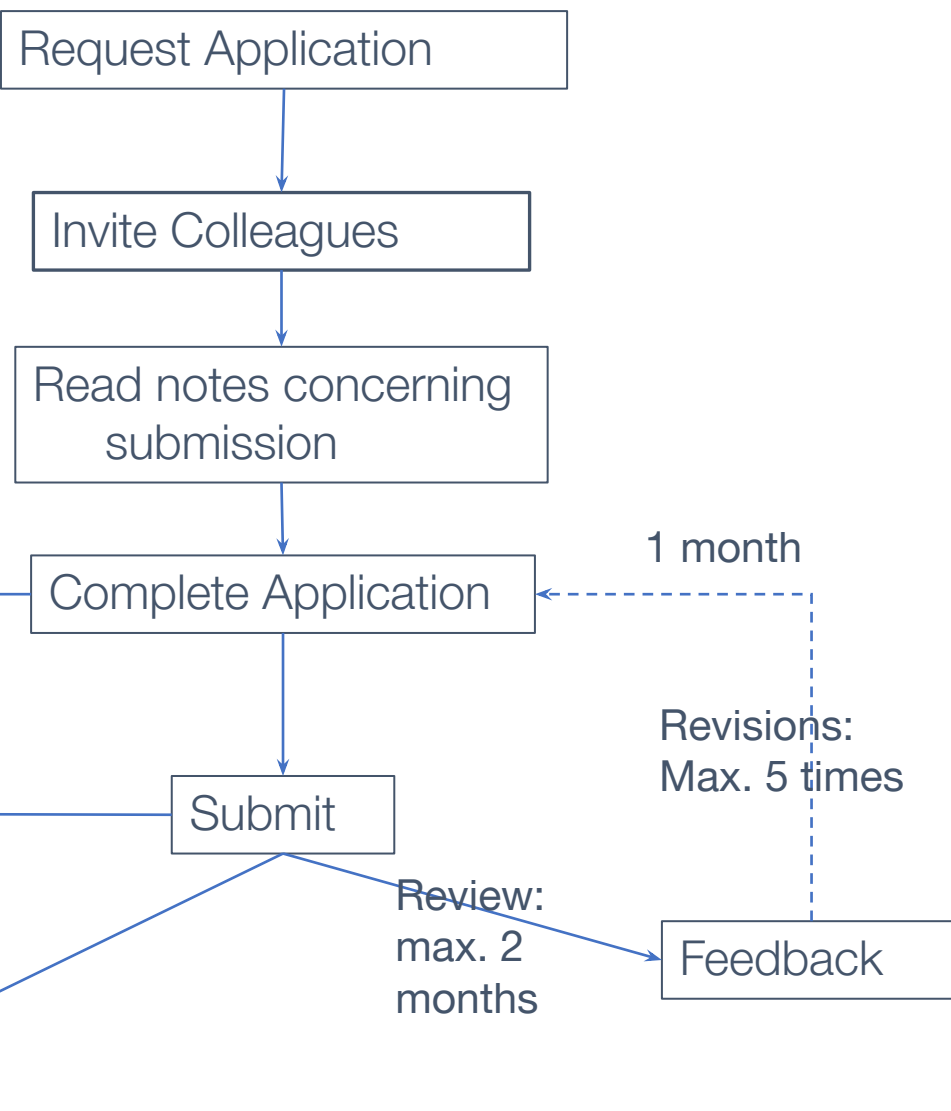 Request Application
Invite Colleagues
Read notes concerning
submission
1 month
Complete Application
Revisions:
Max. 5 times
Submit
Review:
max. 2
months
Feedback